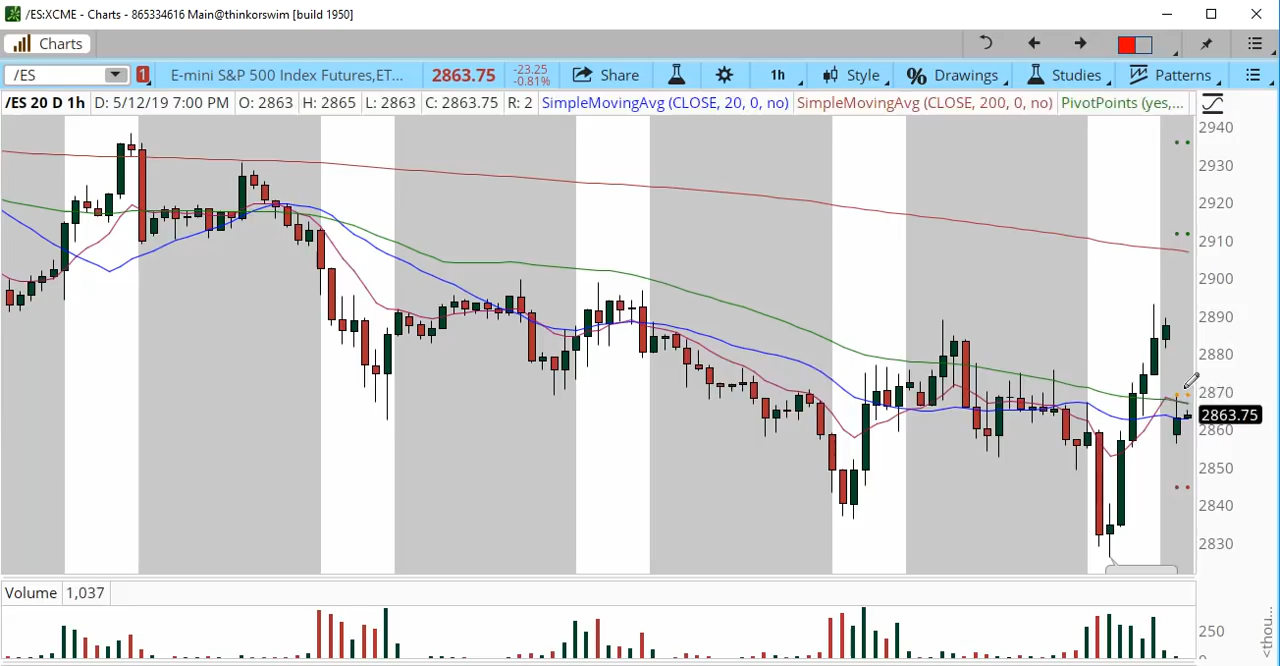 /ES:XCME - Charts - 865334616 Main@thinkorswim [build 1950]
Charts
/ES 1 E-mini S&P 500 Index Futures,ET... 2863.75 -23.25 -0.81% Share 1h Style % Drawings Studies Patterns
/ES 20 D 1h D: 5/12/19 7:00 PM O: 2863 H: 2865 L: 2863 C: 2863.75 R: 2 SimpleMovingAvg (CLOSE, 20, 0, no) SimpleMovingAvg (CLOSE, 200, 0, no) PivotPoints (yes,...
2940
2930
2920
2910
2900
2890
2880
2870
2863.75
2860
2850
2840
2830
Volume 1,037
250
0
<thou...